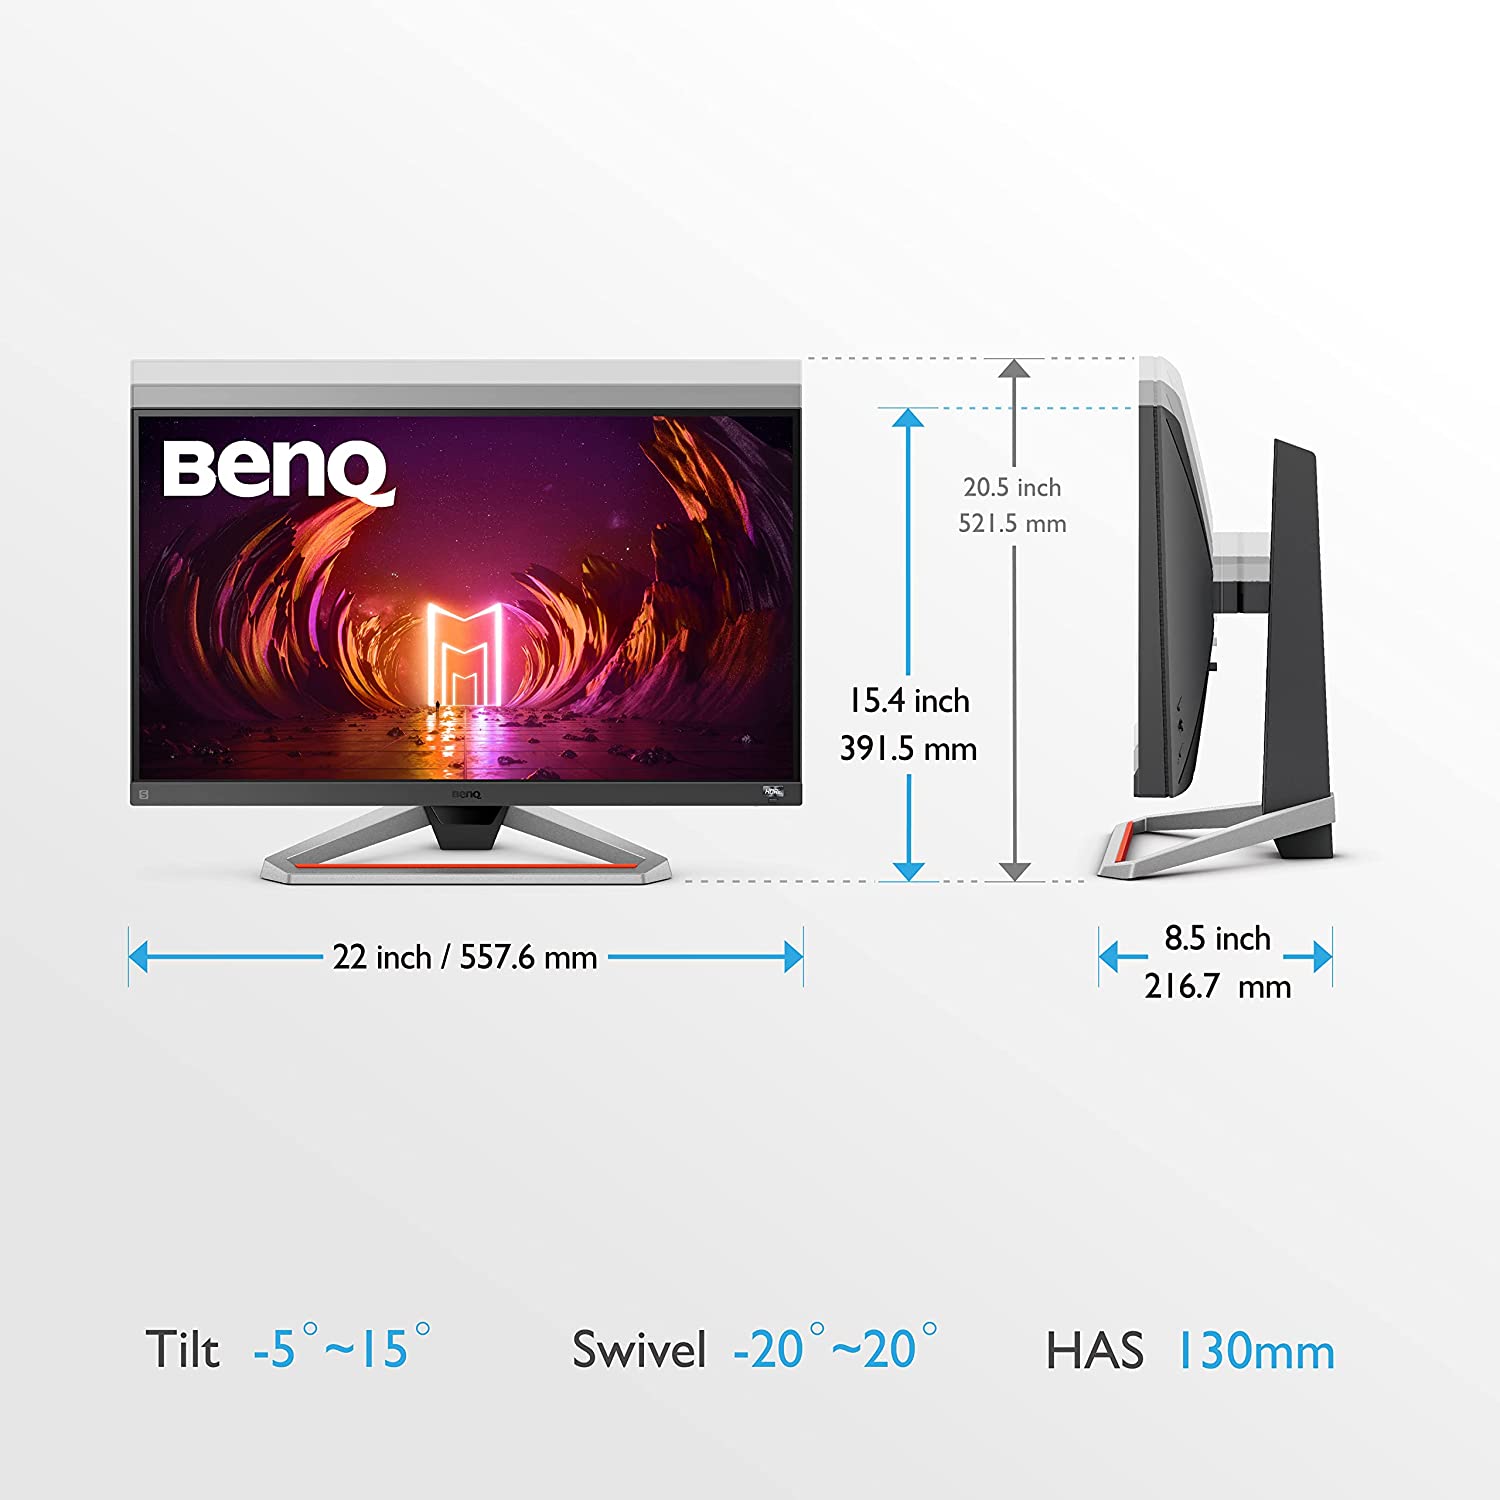 BenQ
20.5 inch
521.5 mm
15.4 inch
391.5 mm
S
BenQ
22 inch / 557.6 mm
8.5 inch
216.7 mm
Tilt -5°~15°
Swivel -20°~20°
HAS 130mm